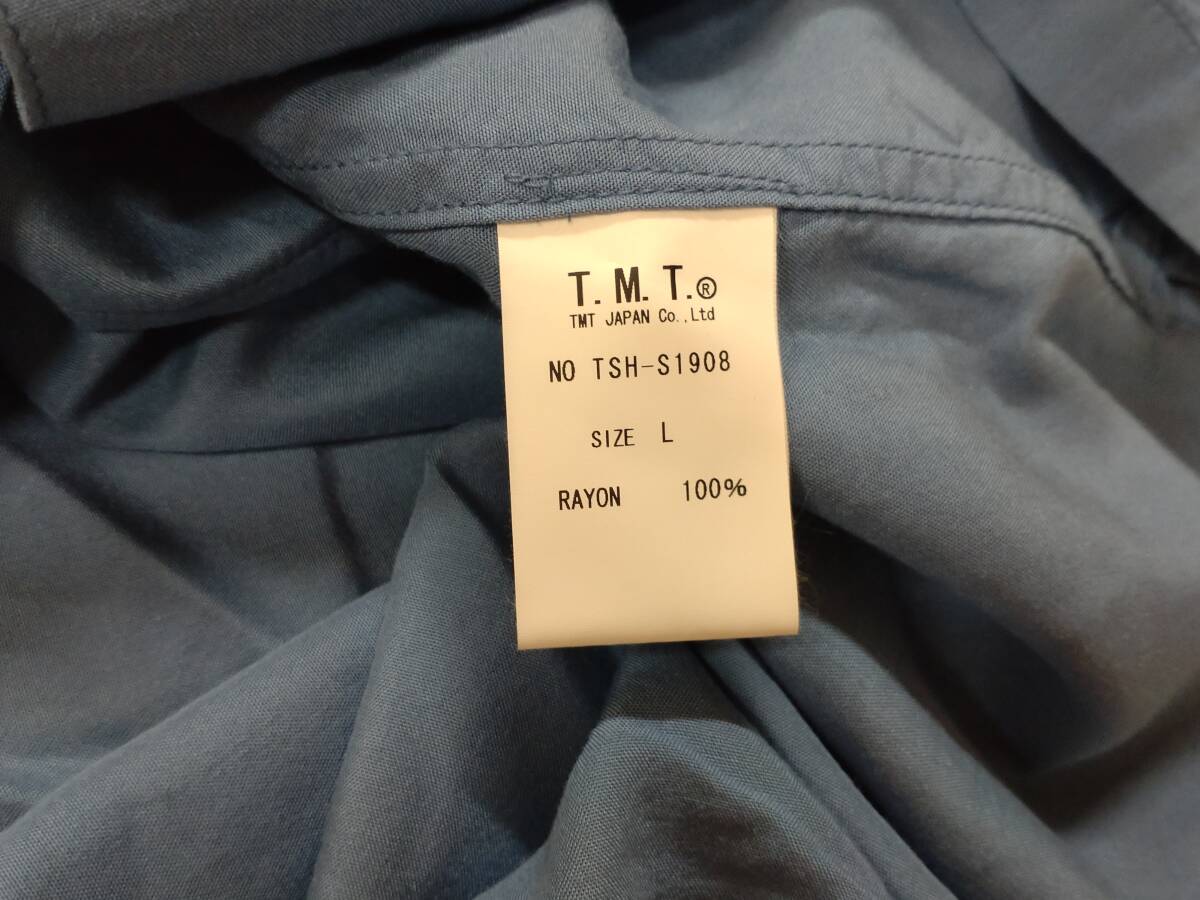 T.M.T.®
TMT JAPAN Co.,Ltd
NO TSH-S1908
SIZE L
RAYON 100%